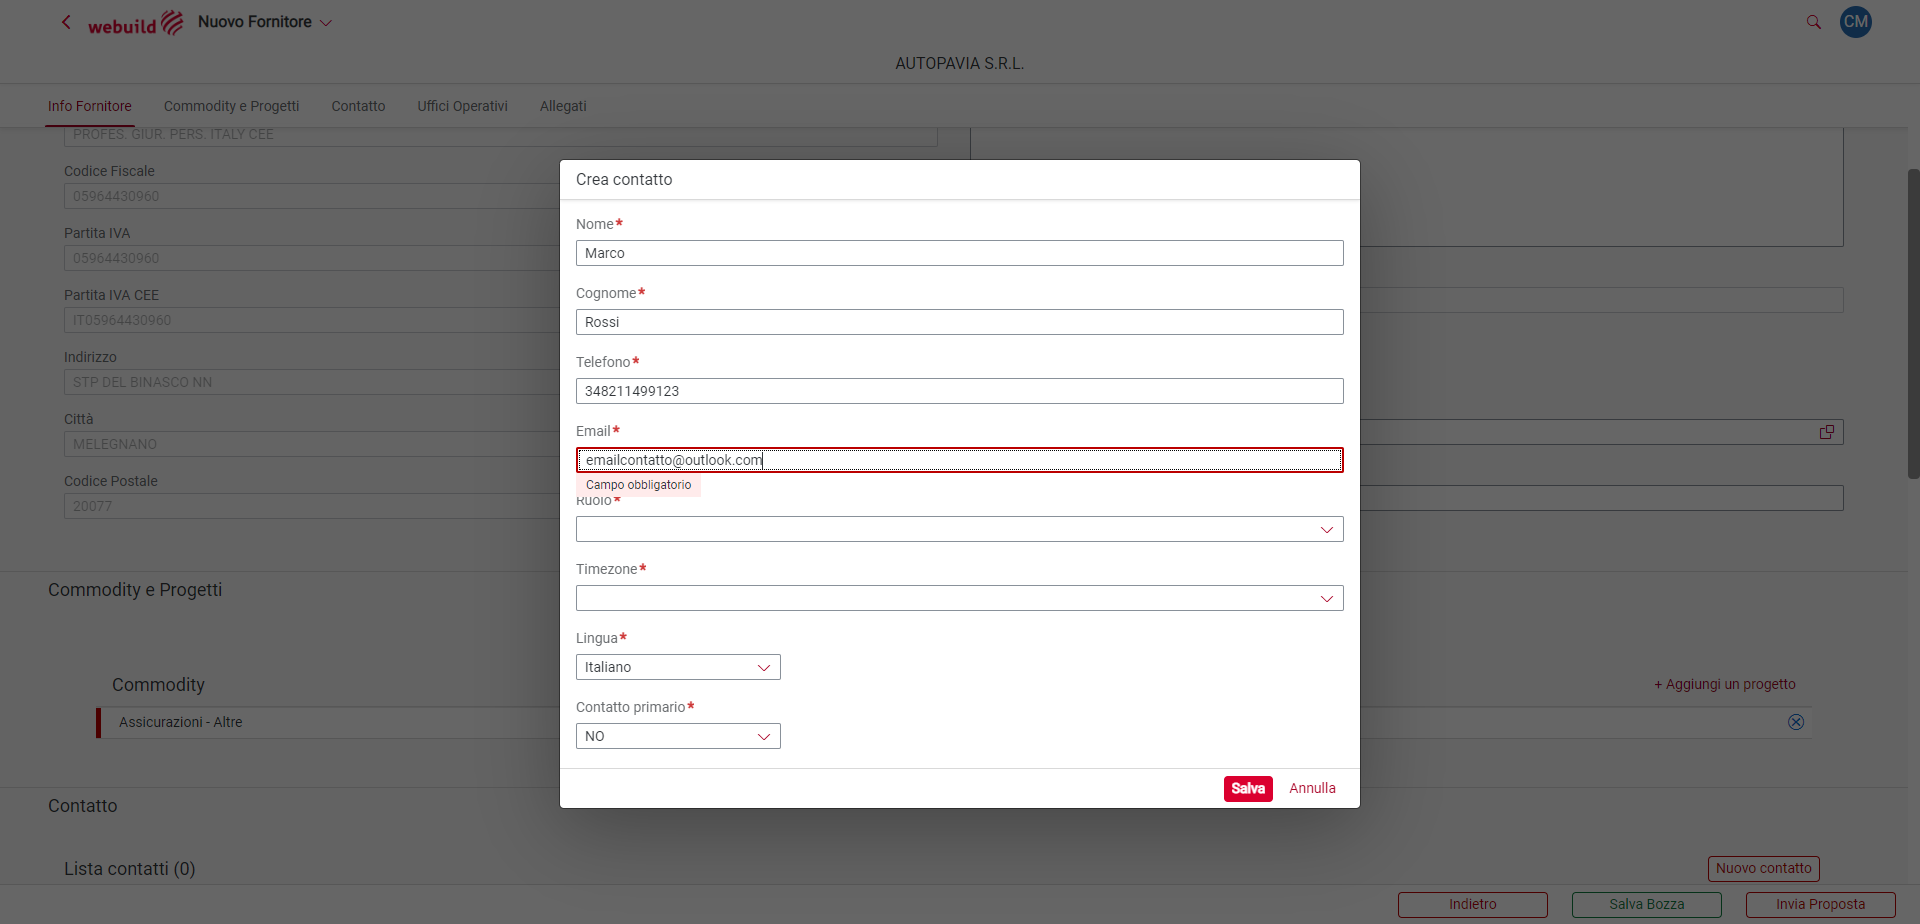 webuild
Nuovo Fornitore
CM
AUTOPAVIA S.R.L.
Info Fornitore
Commodity e Progetti
Contatto
Uffici Operativi
Allegati
PROFES. GIUR. PERS. ITALY CEE
Codice Fiscale
05964430960
Partita IVA
05964430960
Partita IVA CEE
IT05964430960
Indirizzo
STP DEL BINASCO NN
Città
MELEGNANO
Codice Postale
20077
Crea contatto
Nome*
Marco
Cognome*
Rossi
Telefono*
348211499123
Email*
emailcontatto@outlook.com
Campo obbligatorio
Ruolo*
Timezone*
Lingua*
Italiano
Contatto primario*
NO
Salva
Annulla
Commodity e Progetti
Commodity
+ Aggiungi un progetto
Assicurazioni - Altre
Contatto
Lista contatti (0)
Nuovo contatto
Indietro
Salva Bozza
Invia Proposta